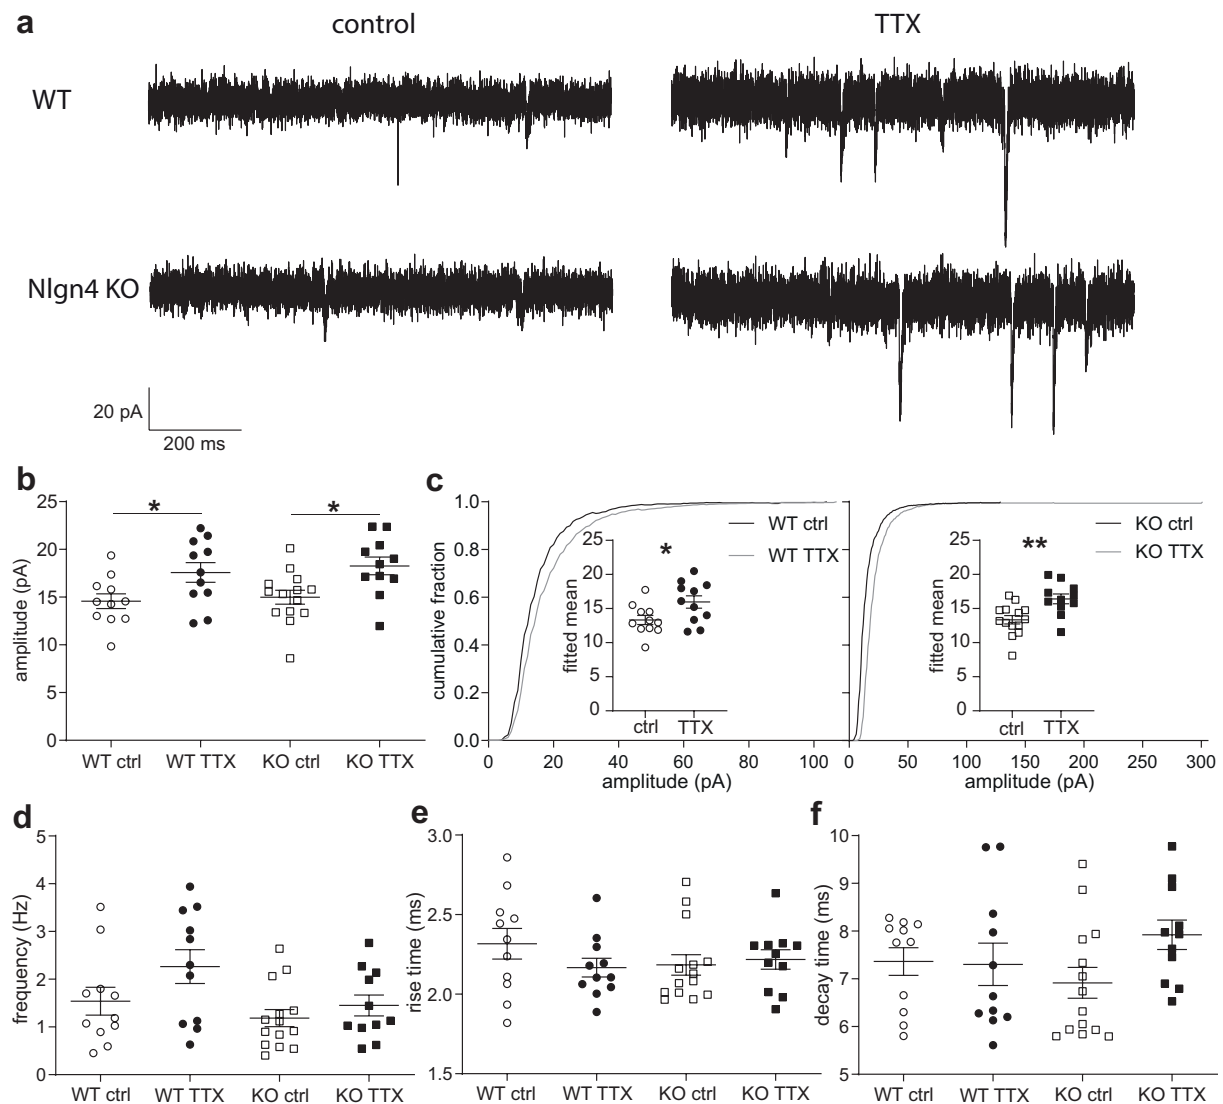 a
control
TTX
WT
Nlgn4 KO
20 pA
200 ms
b
25
20
15
10
5
0
amplitude (pA)
*
*
WT ctrl
WT TTX
KO ctrl
KO TTX
c
1.0
0.8
0.6
0.4
0.2
0.0
cumulative fraction
WT ctrl
WT TTX
25
20
15
10
5
0
fitted mean
*
ctrl
TTX
0
20
40
60
80
100
amplitude (pA)
KO ctrl
KO TTX
25
20
15
10
5
0
fitted mean
**
ctrl
TTX
0
50
100
150
200
250
300
amplitude (pA)
d
5
4
3
2
1
0
frequency (Hz)
WT ctrl
WT TTX
KO ctrl
KO TTX
e
3.0
2.5
2.0
1.5
rise time (ms)
WT ctrl
WT TTX
KO ctrl
KO TTX
f
10
9
8
7
6
5
decay time (ms)
WT ctrl
WT TTX
KO ctrl
KO TTX